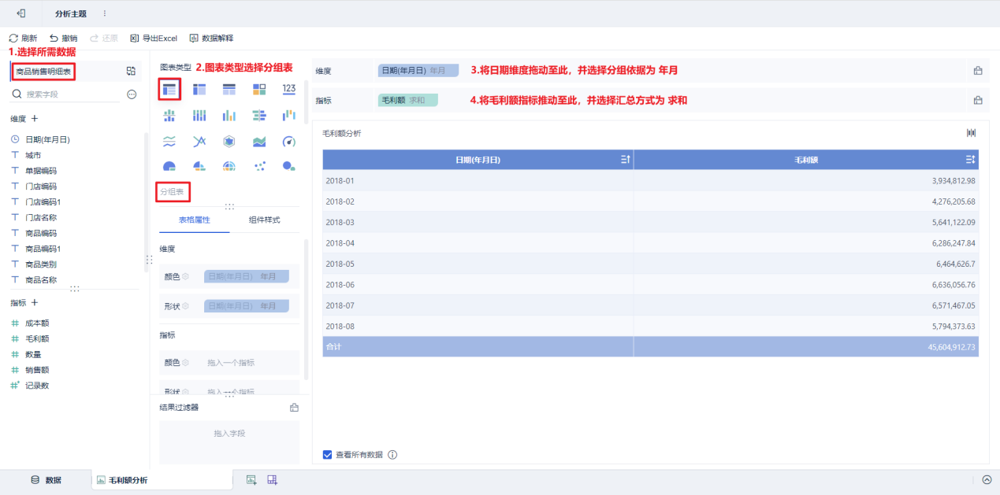 分析主题
刷新 撤销 还原 导出Excel 数据解释
1.选择所需数据
商品销售明细表
搜索字段
维度
日期(年月日)
城市
单据编码
门店编码
门店编码1
门店名称
商品编码
商品编码1
商品类别
商品名称
指标
成本额
毛利额
数量
销售额
记录数
图表类型 2.图表类型选择分组表
123
分组表
表格属性 组件样式
维度
颜色 日期(年月日) 年月
形状 日期(年月日) 年月
指标
颜色 拖入一个指标
形状 拖入一个指标
结果过滤器
拖入字段
维度 日期(年月日) 年月 3.将日期维度拖动至此，并选择分组依据为 年月
指标 毛利额 求和 4.将毛利额指标推动至此，并选择汇总方式为 求和
毛利额分析
日期(年月日) 毛利额
2018-01 3,934,812.98
2018-02 4,276,205.68
2018-03 5,641,122.09
2018-04 6,286,247.84
2018-05 6,464,626.7
2018-06 6,636,056.76
2018-07 6,571,467.05
2018-08 5,794,373.63
合计 45,604,912.73
查看所有数据
数据 毛利额分析